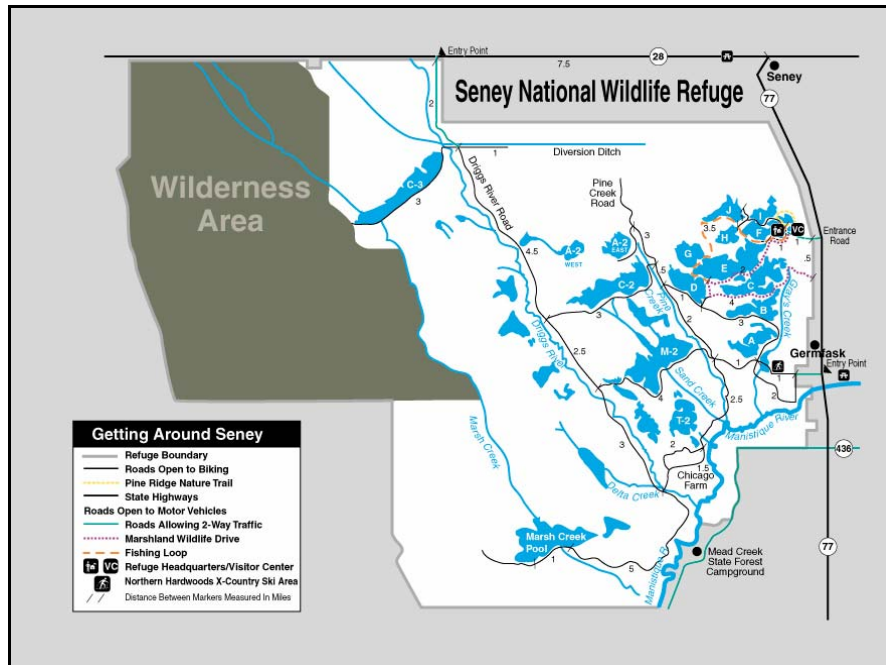 Entry Point
28
7.5
Seney National Wildlife Refuge
Seney
77
2
1
Diversion Ditch
Wilderness
Area
C-3
3
Driggs River Road
Pine
Creek
Road
J
I
3.5
H
F
VC
Entrance
Road
1
1
.5
3
4.5
A-2
WEST
A-2
EAST
G
E
2
.5
C-2
D
C
Pine
Creek
1
4
B
Gray's Creek
2
3
3
A
Driggs River
2.5
M-2
Germfask
Entry Point
1
1
Sand Creek
2
4
2.5
T-2
Manistique River
Marsh Creek
3
2
436
1.5
Chicago
Farm
Delta Creek
Marsh Creek
Pool
1
5
Manistique R.
Mead Creek
State Forest
Campground
77
Getting Around Seney
Refuge Boundary
Roads Open to Biking
Pine Ridge Nature Trail
State Highways
Roads Open to Motor Vehicles
Roads Allowing 2-Way Traffic
Marshland Wildlife Drive
Fishing Loop
VC Refuge Headquarters/Visitor Center
Northern Hardwoods X-Country Ski Area
Distance Between Markers Measured In Miles